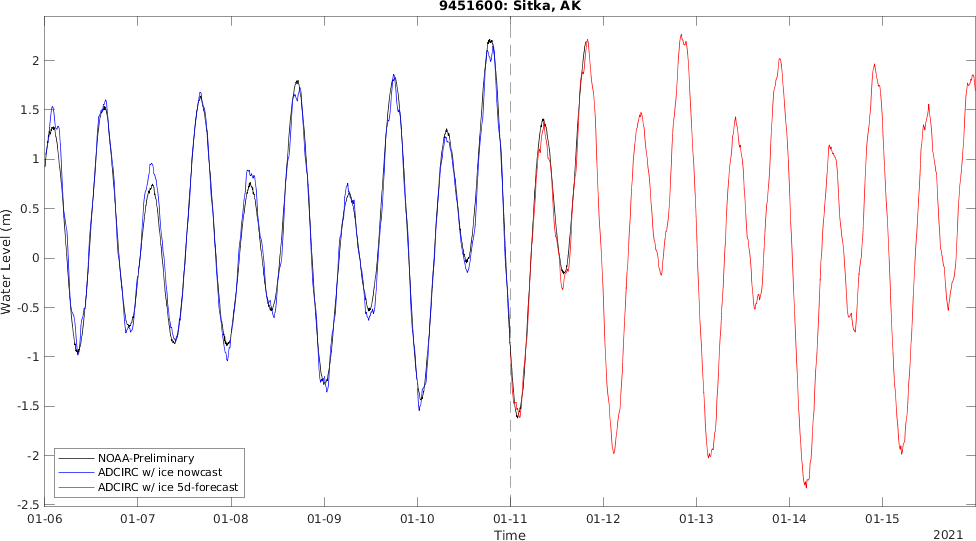 9451600: Sitka, AK
2
1.5
1
0.5
0
-0.5
-1
-1.5
-2
-2.5
Water Level (m)
NOAA-Preliminary
ADCIRC w/ ice nowcast
ADCIRC w/ ice 5d-forecast
01-06 01-07 01-08 01-09 01-10 01-11 01-12 01-13 01-14 01-15
Time
2021